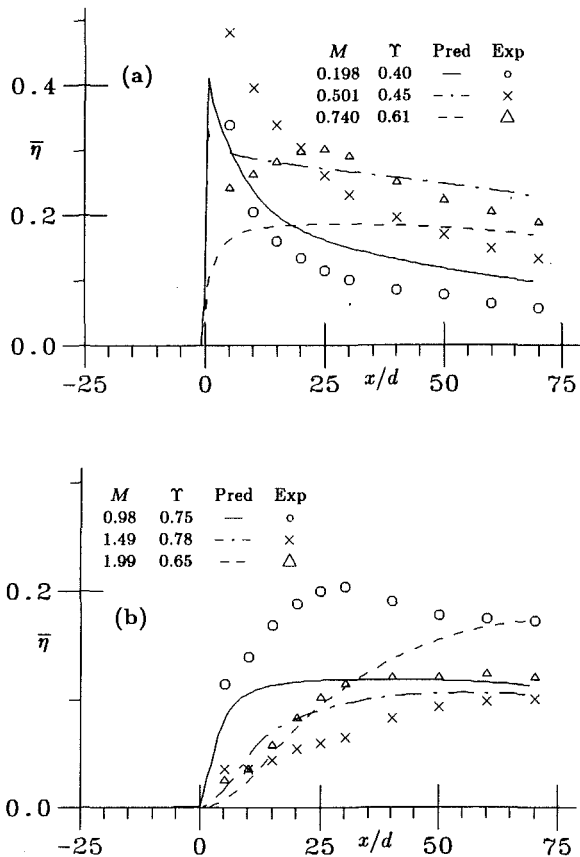 (a)
M ϒ Pred Exp
0.198 0.40 — ○
0.501 0.45 — · — ×
0.740 0.61 – – △
0.4
η̅
0.2
0.0
-25 0 25 x/d 50 75
M ϒ Pred Exp
0.98 0.75 — ○
1.49 0.78 — · — ×
1.99 0.65 – – △
0.2
(b)
η̅
0.0
-25 0 25 x/d 50 75